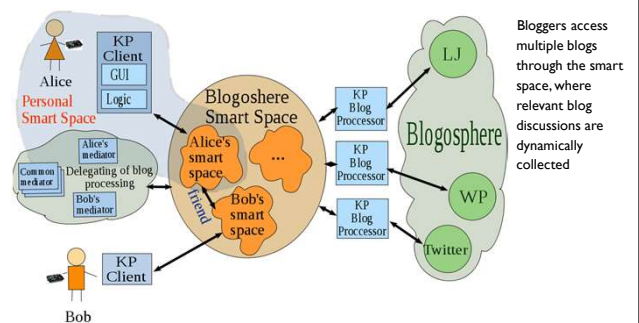 Alice
Personal
Smart Space
KP
Client
GUI
Logic
Blogoshere
Smart Space
Alice's
smart
space
...
friend
Bob's
smart
space
Alice's
mediator
Common
mediator
Delegating of blog
processing
Bob's
mediator
KP
Client
Bob
KP
Blog
Proccessor
KP
Blog
Proccessor
KP
Blog
Proccessor
Blogosphere
LJ
WP
Twitter
Bloggers access
multiple blogs
through the smart
space, where
relevant blog
discussions are
dynamically
collected